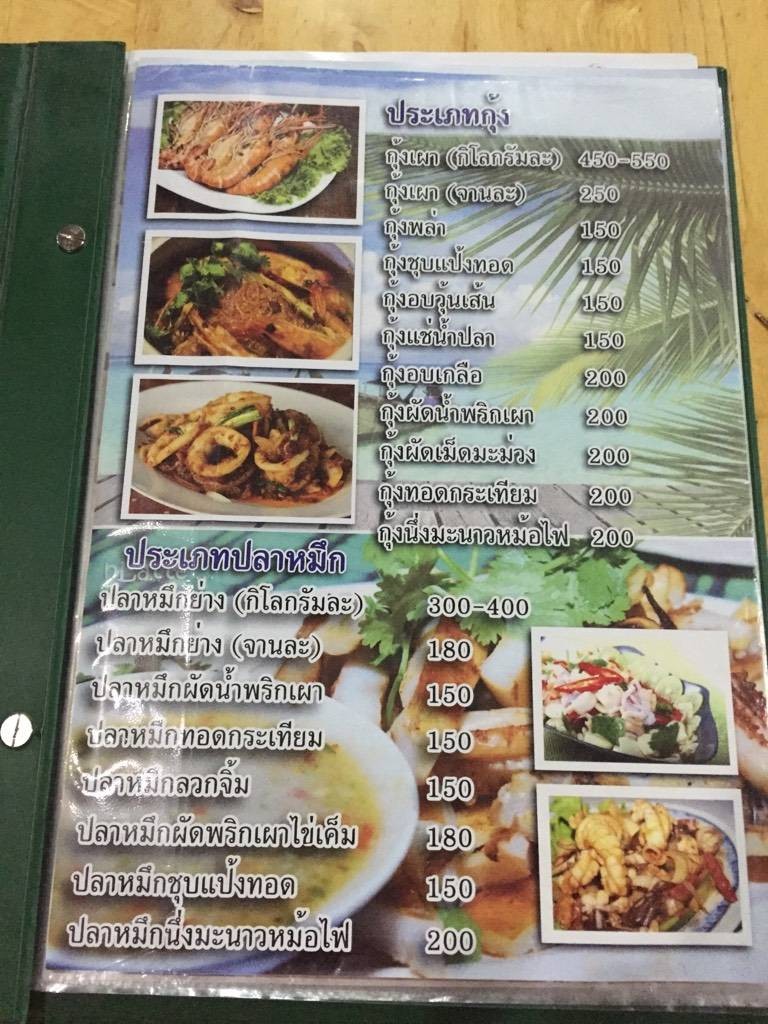 ประเภทกุ้ง
กุ้งเผา (กิโลกรัมละ) 450-550
กุ้งเผา (จานละ) 250
กุ้งพล่า 150
กุ้งชุบแป้งทอด 150
กุ้งอบวุ้นเส้น 150
กุ้งแช่น้ำปลา 150
กุ้งอบเกลือ 200
กุ้งผัดน้ำพริกเผา 200
กุ้งผัดเม็ดมะม่วง 200
กุ้งทอดกระเทียม 200
กุ้งนึ่งมะนาวหม้อไฟ 200
ประเภทปลาหมึก
ปลาหมึกย่าง (กิโลกรัมละ) 300-400
ปลาหมึกย่าง (จานละ) 180
ปลาหมึกผัดน้ำพริกเผา 150
ปลาหมึกทอดกระเทียม 150
ปลาหมึกลวกจิ้ม 150
ปลาหมึกผัดพริกเผาไข่เค็ม 180
ปลาหมึกชุบแป้งทอด 150
ปลาหมึกนึ่งมะนาวหม้อไฟ 200